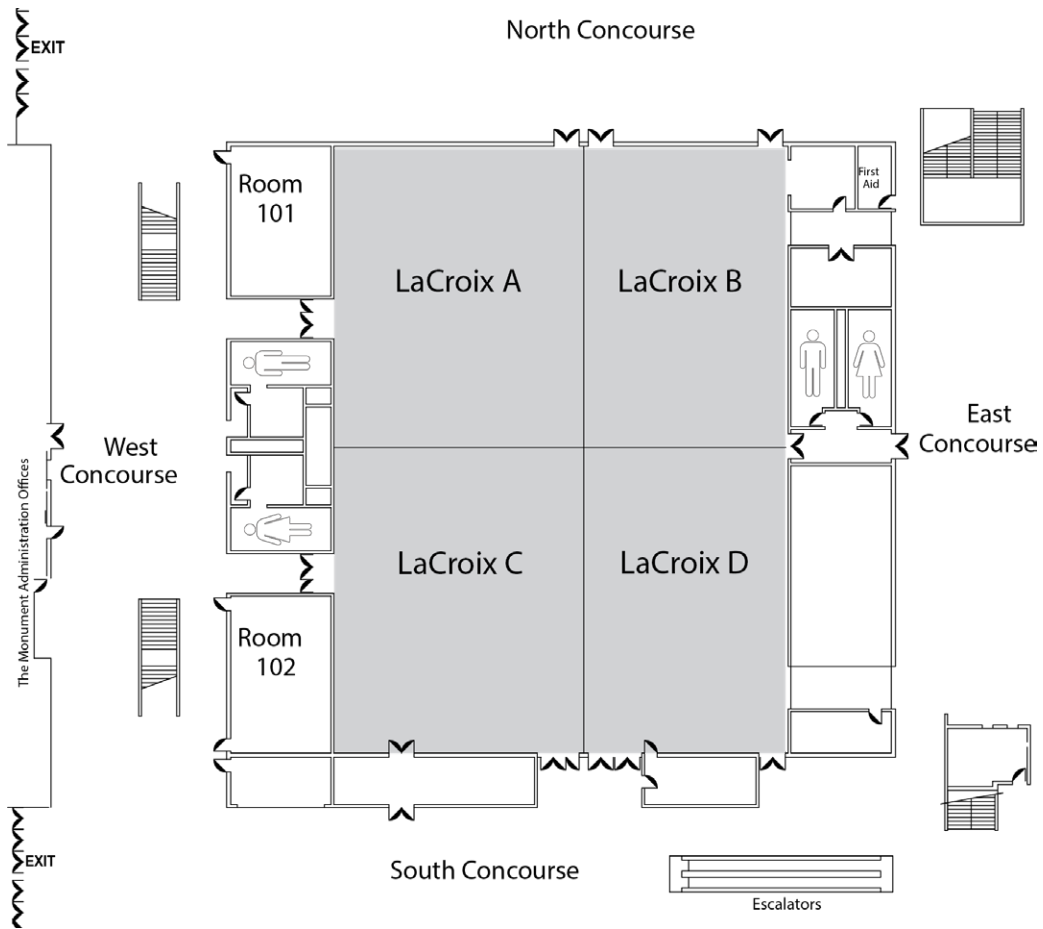 North Concourse
EXIT
First
Aid
Room
101
LaCroix A
LaCroix B
West
Concourse
East
Concourse
The Monument Administration Offices
LaCroix C
LaCroix D
Room
102
EXIT
South Concourse
Escalators